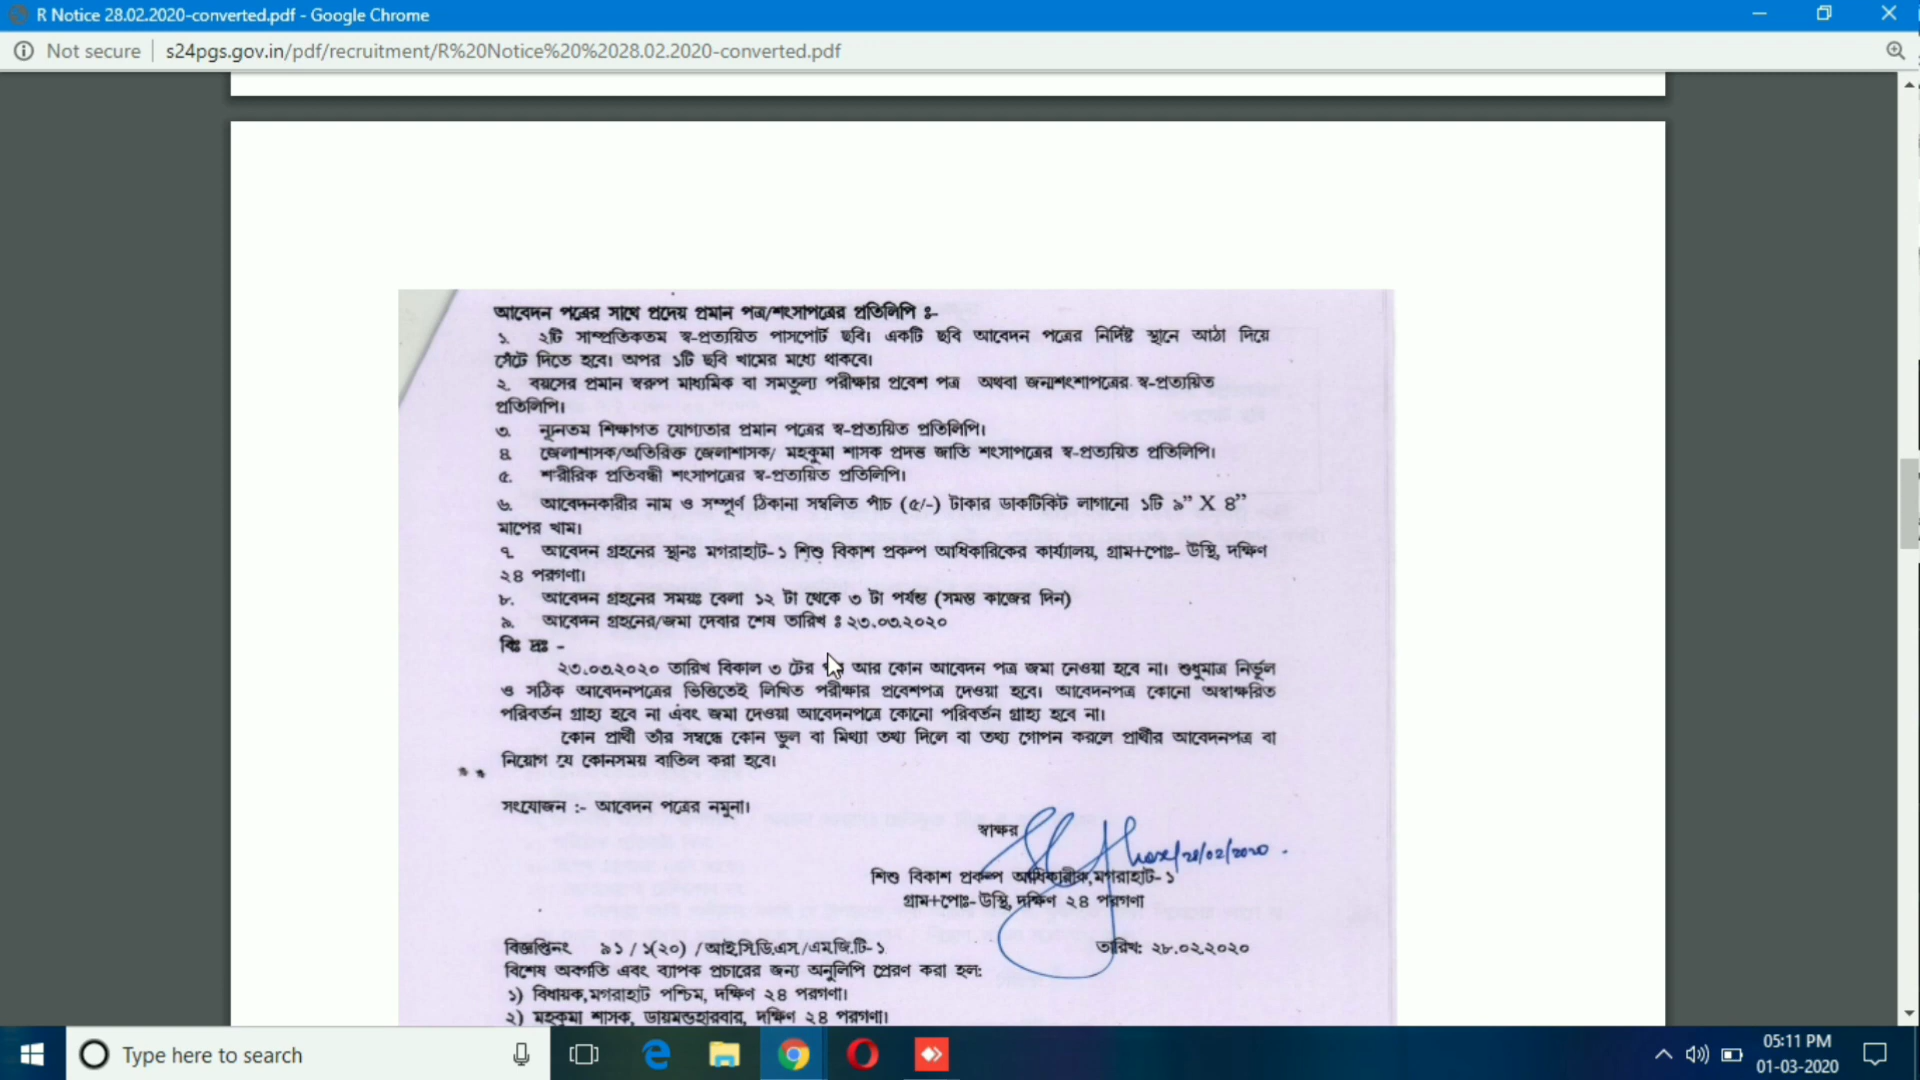 R Notice 28.02.2020-converted.pdf - Google Chrome
Not secure | s24pgs.gov.in/pdf/recruitment/R%20Notice%20%2028.02.2020-converted.pdf
আবেদন পত্রের সাথে প্রদেয় প্রমান পত্র/শংসাপত্রের প্রতিলিপি ঃ-
১. ২টি সাম্প্রতিকতম স্ব-প্রত্যয়িত পাসপোর্ট ছবি। একটি ছবি আবেদন পত্রের নির্দিষ্ট স্থানে আঠা দিয়ে
সেঁটে দিতে হবে। অপর ১টি ছবি খামের মধ্যে থাকবে।
২. বয়সের প্রমান স্বরুপ মাধ্যমিক বা সমতুল্য পরীক্ষার প্রবেশ পত্র অথবা জন্মশংশাপত্রের স্ব-প্রত্যয়িত
প্রতিলিপি।
৩. ন্যূনতম শিক্ষাগত যোগ্যতার প্রমান পত্রের স্ব-প্রত্যয়িত প্রতিলিপি।
৪. জেলাশাসক/অতিরিক্ত জেলাশাসক/ মহকুমা শাসক প্রদত্ত জাতি শংসাপত্রের স্ব-প্রত্যয়িত প্রতিলিপি।
৫. শারীরিক প্রতিবন্ধী শংসাপত্রের স্ব-প্রত্যয়িত প্রতিলিপি।
৬. আবেদনকারীর নাম ও সম্পূর্ণ ঠিকানা সম্বলিত পাঁচ (৫/-) টাকার ডাকটিকিট লাগানো ১টি ৯” X ৪”
মাপের খাম।
৭. আবেদন গ্রহনের স্থানঃ মগরাহাট-১ শিশু বিকাশ প্রকল্প আধিকারিকের কার্য্যালয়, গ্রাম+পোঃ- উস্থি, দক্ষিণ
২৪ পরগণা।
৮. আবেদন গ্রহনের সময়ঃ বেলা ১২ টা থেকে ৩ টা পর্যন্ত (সমস্ত কাজের দিন)
৯. আবেদন গ্রহনের/জমা দেবার শেষ তারিখ ঃ ২৩.০৩.২০২০
বিঃ দ্রঃ -
২৩.০৩.২০২০ তারিখ বিকাল ৩ টের পর আর কোন আবেদন পত্র জমা নেওয়া হবে না। শুধুমাত্র নির্ভূল
ও সঠিক আবেদনপত্রের ভিত্তিতেই লিখিত পরীক্ষার প্রবেশপত্র দেওয়া হবে। আবেদনপত্র কোনো অস্বাক্ষরিত
পরিবর্তন গ্রাহ্য হবে না এবং জমা দেওয়া আবেদনপত্রে কোনো পরিবর্তন গ্রাহ্য হবে না।
কোন প্রার্থী তাঁর সম্বন্ধে কোন ভুল বা মিথ্যা তথ্য দিলে বা তথ্য গোপন করলে প্রার্থীর আবেদনপত্র বা
নিয়োগ যে কোনসময় বাতিল করা হবে।
সংযোজন :- আবেদন পত্রের নমুনা।
স্বাক্ষর
28/02/2020
শিশু বিকাশ প্রকল্প আধিকারীক,মগরাহাট-১
গ্রাম+পোঃ-উস্থি, দক্ষিণ ২৪ পরগণা
বিজ্ঞপ্তিনং ৯১ / ১(২০) /আই.সি.ডি.এস./এম.জি.টি-১ তারিখ: ২৮.০২.২০২০
বিশেষ অবগতি এবং ব্যাপক প্রচারের জন্য অনুলিপি প্রেরণ করা হল:
১) বিধায়ক,মগরাহাট পশ্চিম, দক্ষিণ ২৪ পরগণা।
২) মহকুমা শাসক, ডায়মন্ডহারবার, দক্ষিণ ২৪ পরগণা।
Type here to search
05:11 PM
01-03-2020